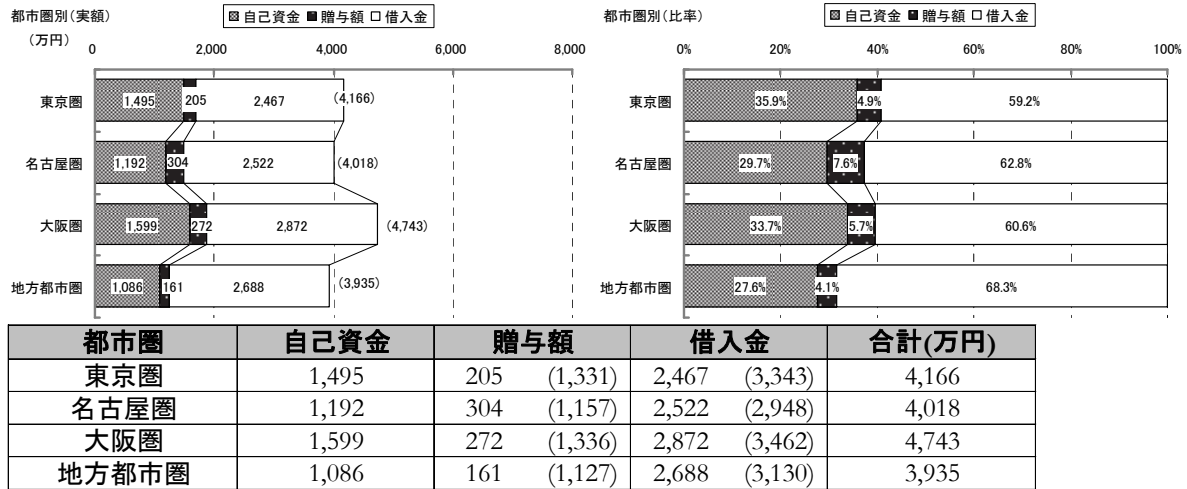 都市圏別(実額)
■自己資金 ■贈与額 □借入金
(万円)
0 2,000 4,000 6,000 8,000
東京圏 1,495 205 2,467 (4,166)
名古屋圏 1,192 304 2,522 (4,018)
大阪圏 1,599 272 2,872 (4,743)
地方都市圏 1,086 161 2,688 (3,935)
都市圏別(比率)
■自己資金 ■贈与額 □借入金
0% 20% 40% 60% 80% 100%
東京圏 35.9% 4.9% 59.2%
名古屋圏 29.7% 7.6% 62.8%
大阪圏 33.7% 5.7% 60.6%
地方都市圏 27.6% 4.1% 68.3%
都市圏 自己資金 贈与額 借入金 合計(万円)
東京圏 1,495 205 (1,331) 2,467 (3,343) 4,166
名古屋圏 1,192 304 (1,157) 2,522 (2,948) 4,018
大阪圏 1,599 272 (1,336) 2,872 (3,462) 4,743
地方都市圏 1,086 161 (1,127) 2,688 (3,130) 3,935